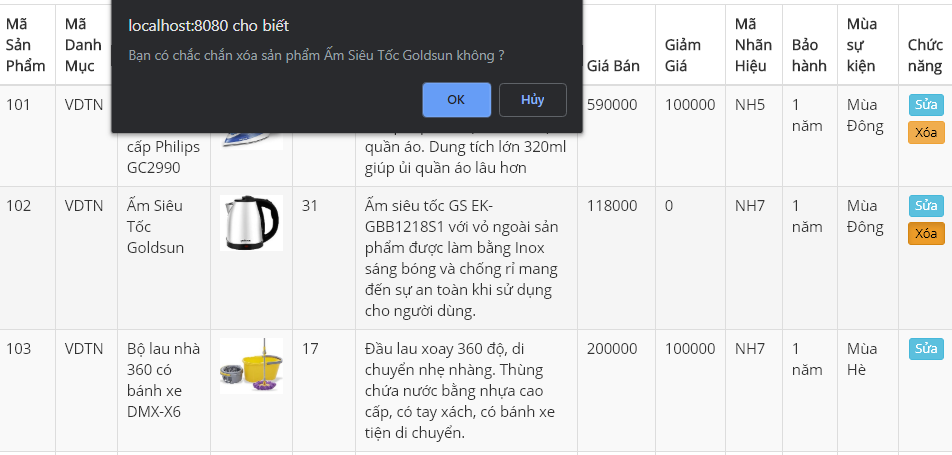 localhost:8080 cho biết
Bạn có chắc chắn xóa sản phẩm Ấm Siêu Tốc Goldsun không ?
OK
Hủy
Mã
Sản
Phẩm
Mã
Danh
Mục
Giá Bán
Giảm
Giá
Mã
Nhãn
Hiệu
Bảo
hành
Mùa
sự
kiện
Chức
năng
101
VDTN
cấp Philips
GC2990
quần áo. Dung tích lớn 320ml
giúp ủi quần áo lâu hơn
590000
100000
NH5
1
năm
Mùa
Đông
Sửa
Xóa
102
VDTN
Ấm Siêu
Tốc
Goldsun
31
Ấm siêu tốc GS EK-
GBB1218S1 với vỏ ngoài sản
phẩm được làm bằng Inox
sáng bóng và chống rỉ mang
đến sự an toàn khi sử dụng
cho người dùng.
118000
0
NH7
1
năm
Mùa
Đông
Sửa
Xóa
103
VDTN
Bộ lau nhà
360 có
bánh xe
DMX-X6
17
Đầu lau xoay 360 độ, di
chuyển nhẹ nhàng. Thùng
chứa nước bằng nhựa cao
cấp, có tay xách, có bánh xe
tiện di chuyển.
200000
100000
NH7
1
năm
Mùa
Hè
Sửa